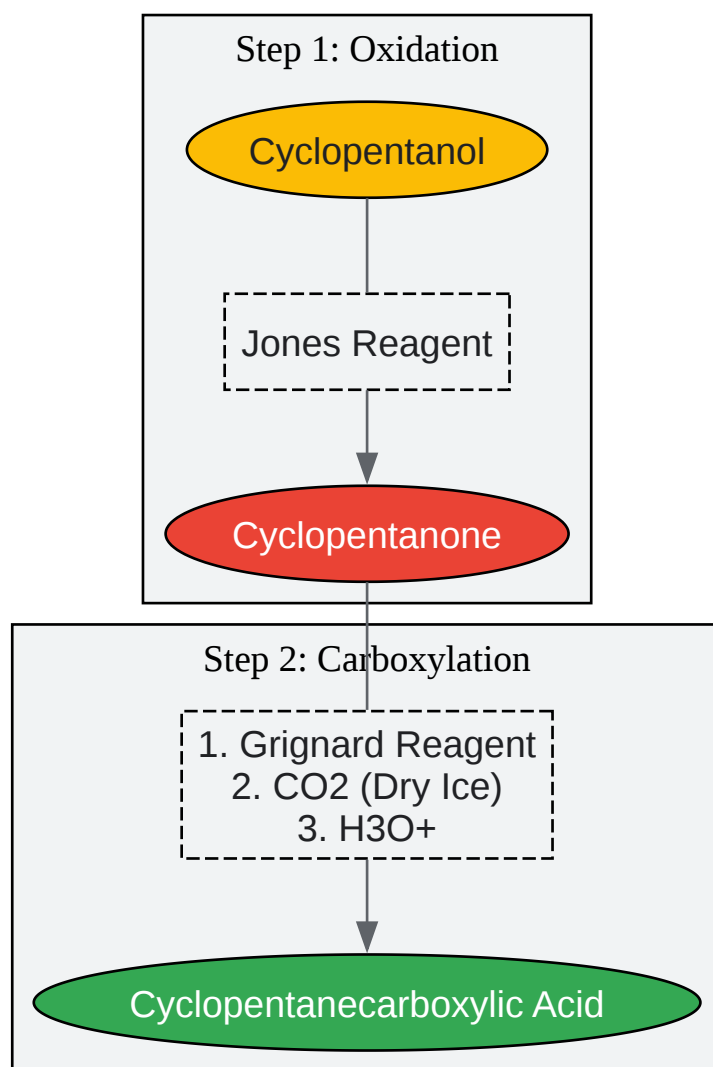 Step 1: Oxidation
Cyclopentanol
Jones Reagent
Cyclopentanone
Step 2: Carboxylation
1. Grignard Reagent
2. CO2 (Dry Ice)
3. H3O+
Cyclopentanecarboxylic Acid